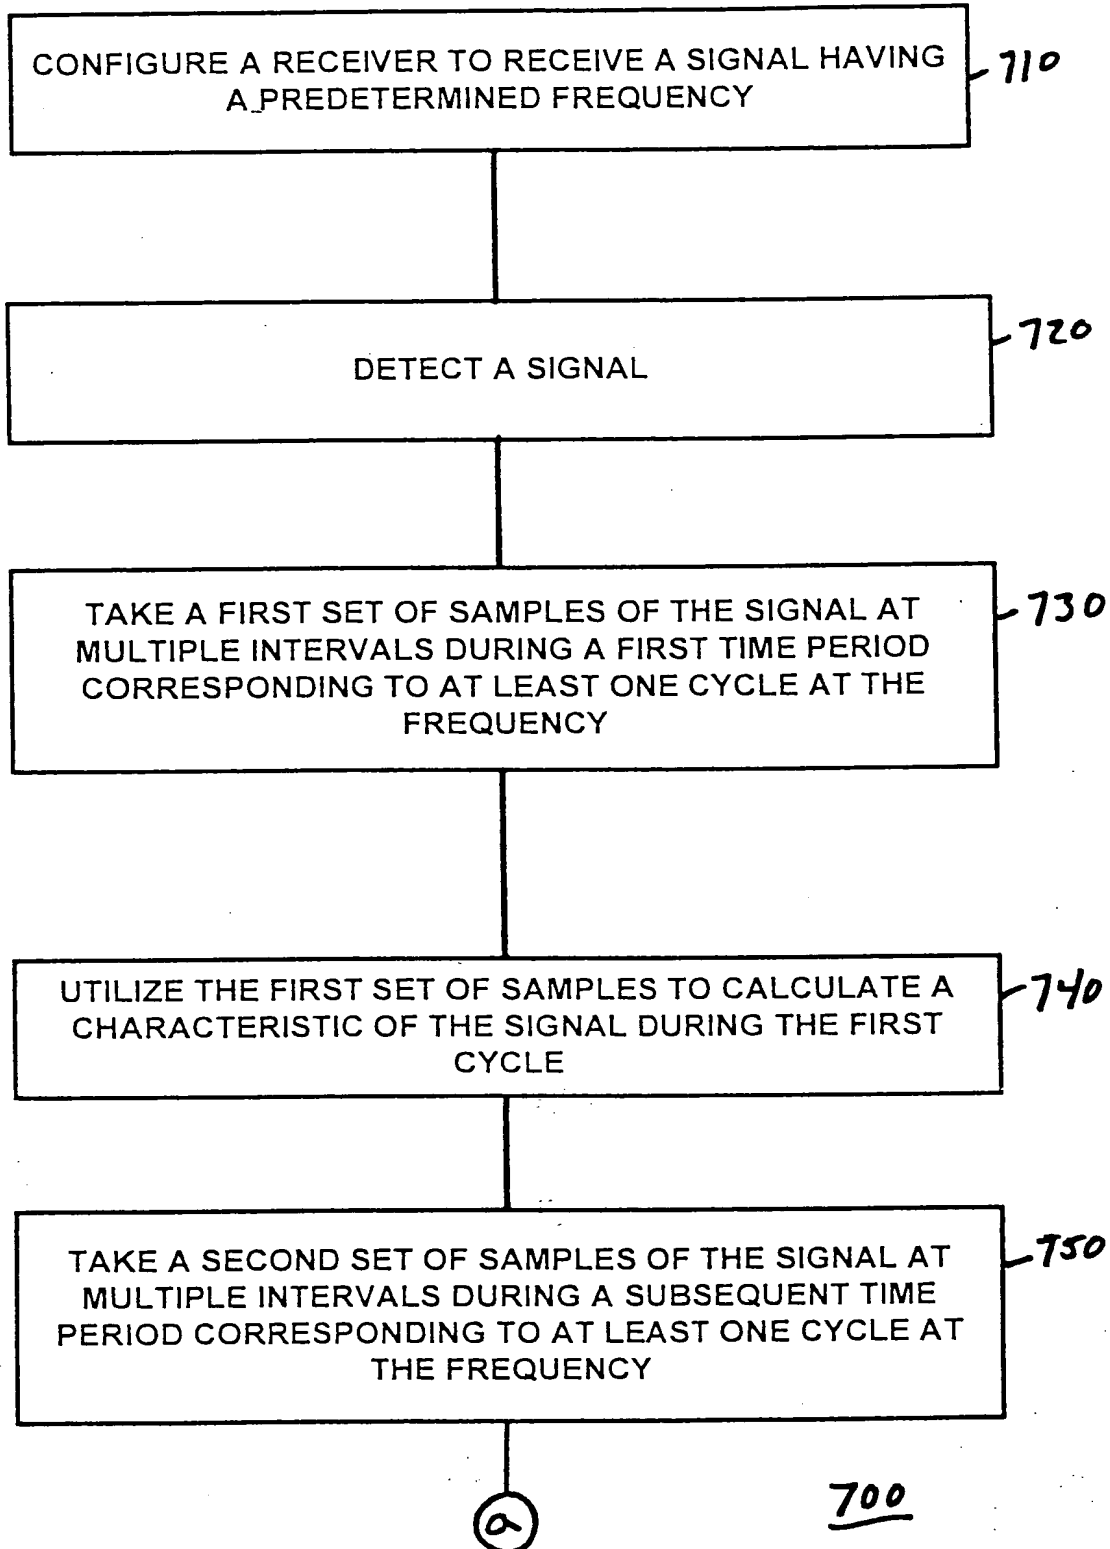 CONFIGURE A RECEIVER TO RECEIVE A SIGNAL HAVING
A PREDETERMINED FREQUENCY
710
DETECT A SIGNAL
720
TAKE A FIRST SET OF SAMPLES OF THE SIGNAL AT
MULTIPLE INTERVALS DURING A FIRST TIME PERIOD
CORRESPONDING TO AT LEAST ONE CYCLE AT THE
FREQUENCY
730
UTILIZE THE FIRST SET OF SAMPLES TO CALCULATE A
CHARACTERISTIC OF THE SIGNAL DURING THE FIRST
CYCLE
740
TAKE A SECOND SET OF SAMPLES OF THE SIGNAL AT
MULTIPLE INTERVALS DURING A SUBSEQUENT TIME
PERIOD CORRESPONDING TO AT LEAST ONE CYCLE AT
THE FREQUENCY
750
a
700